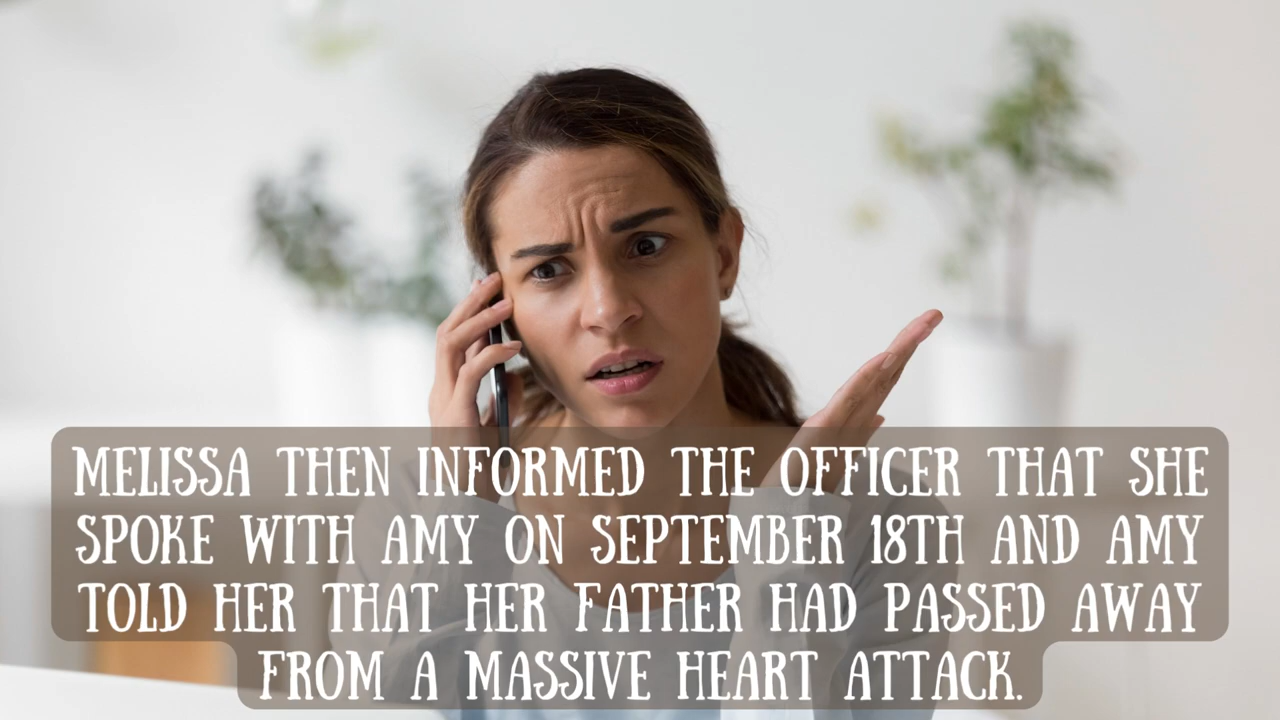 MELISSA THEN INFORMED THE OFFICER THAT SHE
SPOKE WITH AMY ON SEPTEMBER 18TH AND AMY
TOLD HER THAT HER FATHER HAD PASSED AWAY
FROM A MASSIVE HEART ATTACK.